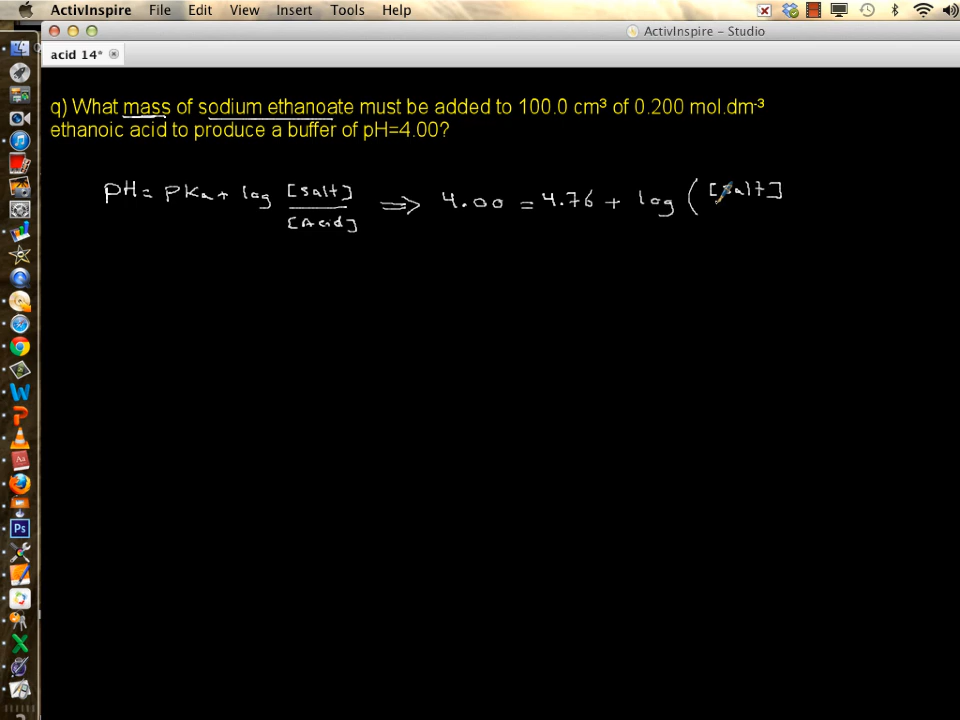 ActivInspire File Edit View Insert Tools Help
ActivInspire – Studio
acid 14*
q) What mass of sodium ethanoate must be added to 100.0 cm³ of 0.200 mol.dm-³
ethanoic acid to produce a buffer of pH=4.00?
PH = PKa + log [Salt] / [Acid] ⟹ 4.00 = 4.76 + log ( [Salt]
Aa
Ps